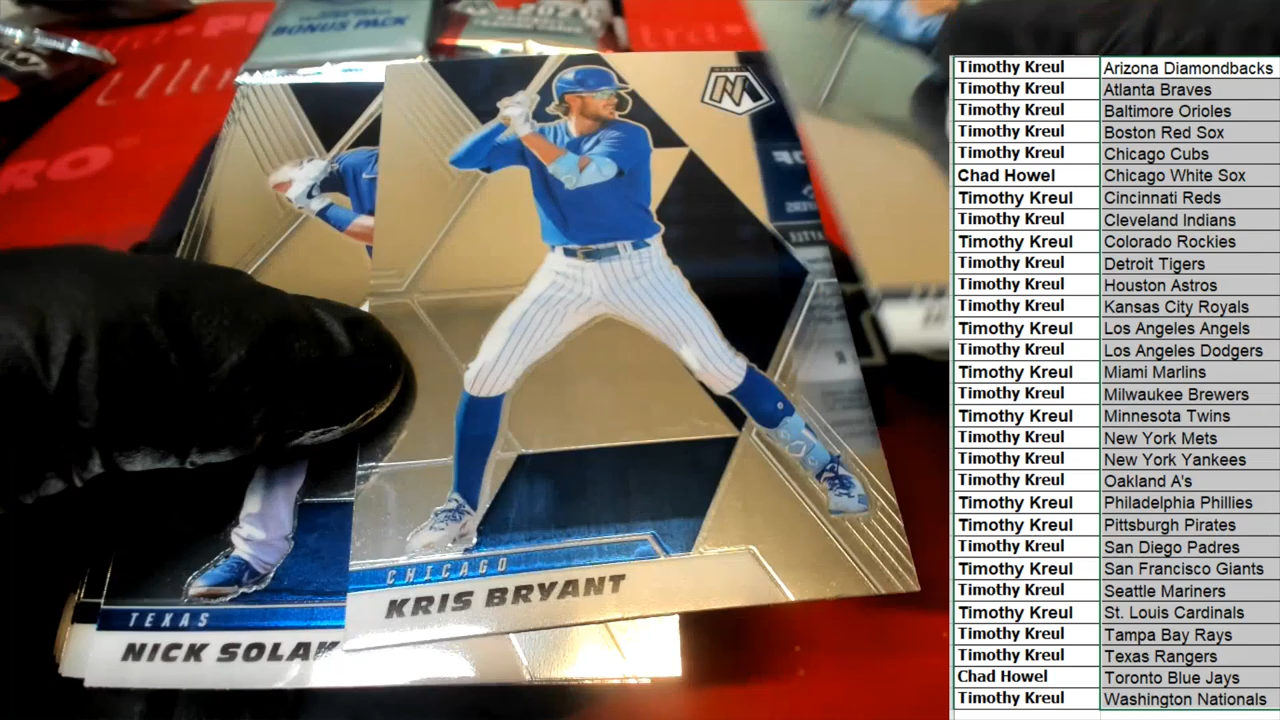 BONUS PACK
2021
Ultra
CHICAGO
KRIS BRYANT
TEXAS
NICK SOLAK
Timothy Kreul Arizona Diamondbacks
Timothy Kreul Atlanta Braves
Timothy Kreul Baltimore Orioles
Timothy Kreul Boston Red Sox
Timothy Kreul Chicago Cubs
Chad Howel Chicago White Sox
Timothy Kreul Cincinnati Reds
Timothy Kreul Cleveland Indians
Timothy Kreul Colorado Rockies
Timothy Kreul Detroit Tigers
Timothy Kreul Houston Astros
Timothy Kreul Kansas City Royals
Timothy Kreul Los Angeles Angels
Timothy Kreul Los Angeles Dodgers
Timothy Kreul Miami Marlins
Timothy Kreul Milwaukee Brewers
Timothy Kreul Minnesota Twins
Timothy Kreul New York Mets
Timothy Kreul New York Yankees
Timothy Kreul Oakland A's
Timothy Kreul Philadelphia Phillies
Timothy Kreul Pittsburgh Pirates
Timothy Kreul San Diego Padres
Timothy Kreul San Francisco Giants
Timothy Kreul Seattle Mariners
Timothy Kreul St. Louis Cardinals
Timothy Kreul Tampa Bay Rays
Timothy Kreul Texas Rangers
Chad Howel Toronto Blue Jays
Timothy Kreul Washington Nationals